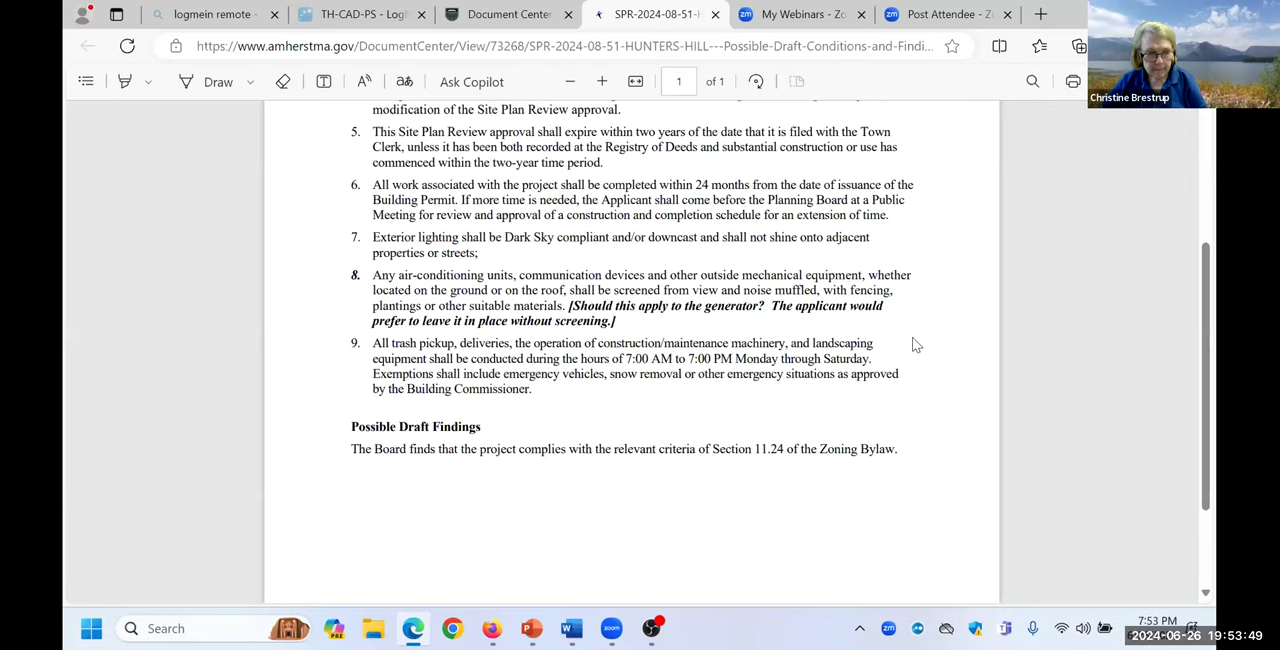 logmein remote -
TH-CAD-PS - Log
Document Center
SPR-2024-08-51-H
My Webinars - Zo
Post Attendee - Z
https://www.amherstma.gov/DocumentCenter/View/73268/SPR-2024-08-51-HUNTERS-HILL---Possible-Draft-Conditions-and-Findi...
Draw
Ask Copilot
1 of 1
Christine Brestrup
modification of the Site Plan Review approval.
5. This Site Plan Review approval shall expire within two years of the date that it is filed with the Town
Clerk, unless it has been both recorded at the Registry of Deeds and substantial construction or use has
commenced within the two-year time period.
6. All work associated with the project shall be completed within 24 months from the date of issuance of the
Building Permit. If more time is needed, the Applicant shall come before the Planning Board at a Public
Meeting for review and approval of a construction and completion schedule for an extension of time.
7. Exterior lighting shall be Dark Sky compliant and/or downcast and shall not shine onto adjacent
properties or streets;
8. Any air-conditioning units, communication devices and other outside mechanical equipment, whether
located on the ground or on the roof, shall be screened from view and noise muffled, with fencing,
plantings or other suitable materials. [Should this apply to the generator? The applicant would
prefer to leave it in place without screening.]
9. All trash pickup, deliveries, the operation of construction/maintenance machinery, and landscaping
equipment shall be conducted during the hours of 7:00 AM to 7:00 PM Monday through Saturday.
Exemptions shall include emergency vehicles, snow removal or other emergency situations as approved
by the Building Commissioner.
Possible Draft Findings
The Board finds that the project complies with the relevant criteria of Section 11.24 of the Zoning Bylaw.
Search
7:53 PM
2024-06-26 19:53:49